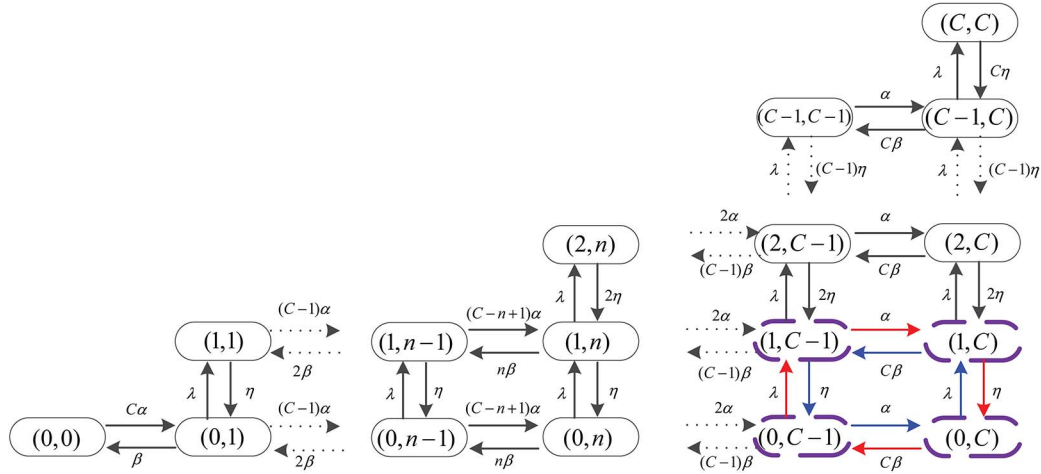 (C, C)
λ Cη
α
(C−1, C−1) (C−1, C)
Cβ
λ (C−1)η λ (C−1)η
2α α
(2, n) (2, C−1) (2, C)
(C−1)β Cβ
λ 2η λ 2η λ 2η
(C−1)α (C−n+1)α 2α α
(1,1) (1, n−1) (1, n) (1, C−1) (1, C)
2β nβ (C−1)β Cβ
λ η λ η λ η λ η λ η
Cα (C−1)α (C−n+1)α 2α α
(0,0) (0,1) (0, n−1) (0, n) (0, C−1) (0, C)
β 2β nβ (C−1)β Cβ